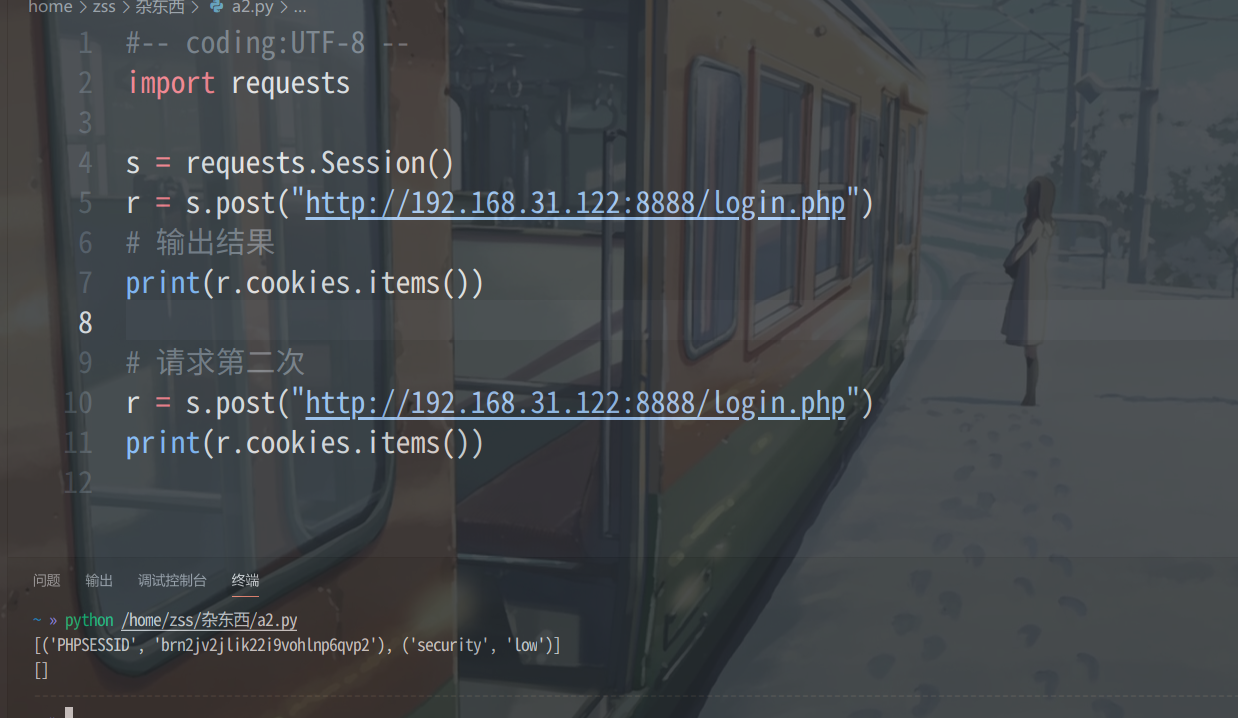 home > zss > 杂东西 > a2.py > ...
1 #-- coding:UTF-8 --
2 import requests
3
4 s = requests.Session()
5 r = s.post("http://192.168.31.122:8888/login.php")
6 # 输出结果
7 print(r.cookies.items())
8
9 # 请求第二次
10 r = s.post("http://192.168.31.122:8888/login.php")
11 print(r.cookies.items())
12
问题 输出 调试控制台 终端
~ » python /home/zss/杂东西/a2.py
[('PHPSESSID', 'brn2jv2jlik22i9vohlnp6qvp2'), ('security', 'low')]
[]